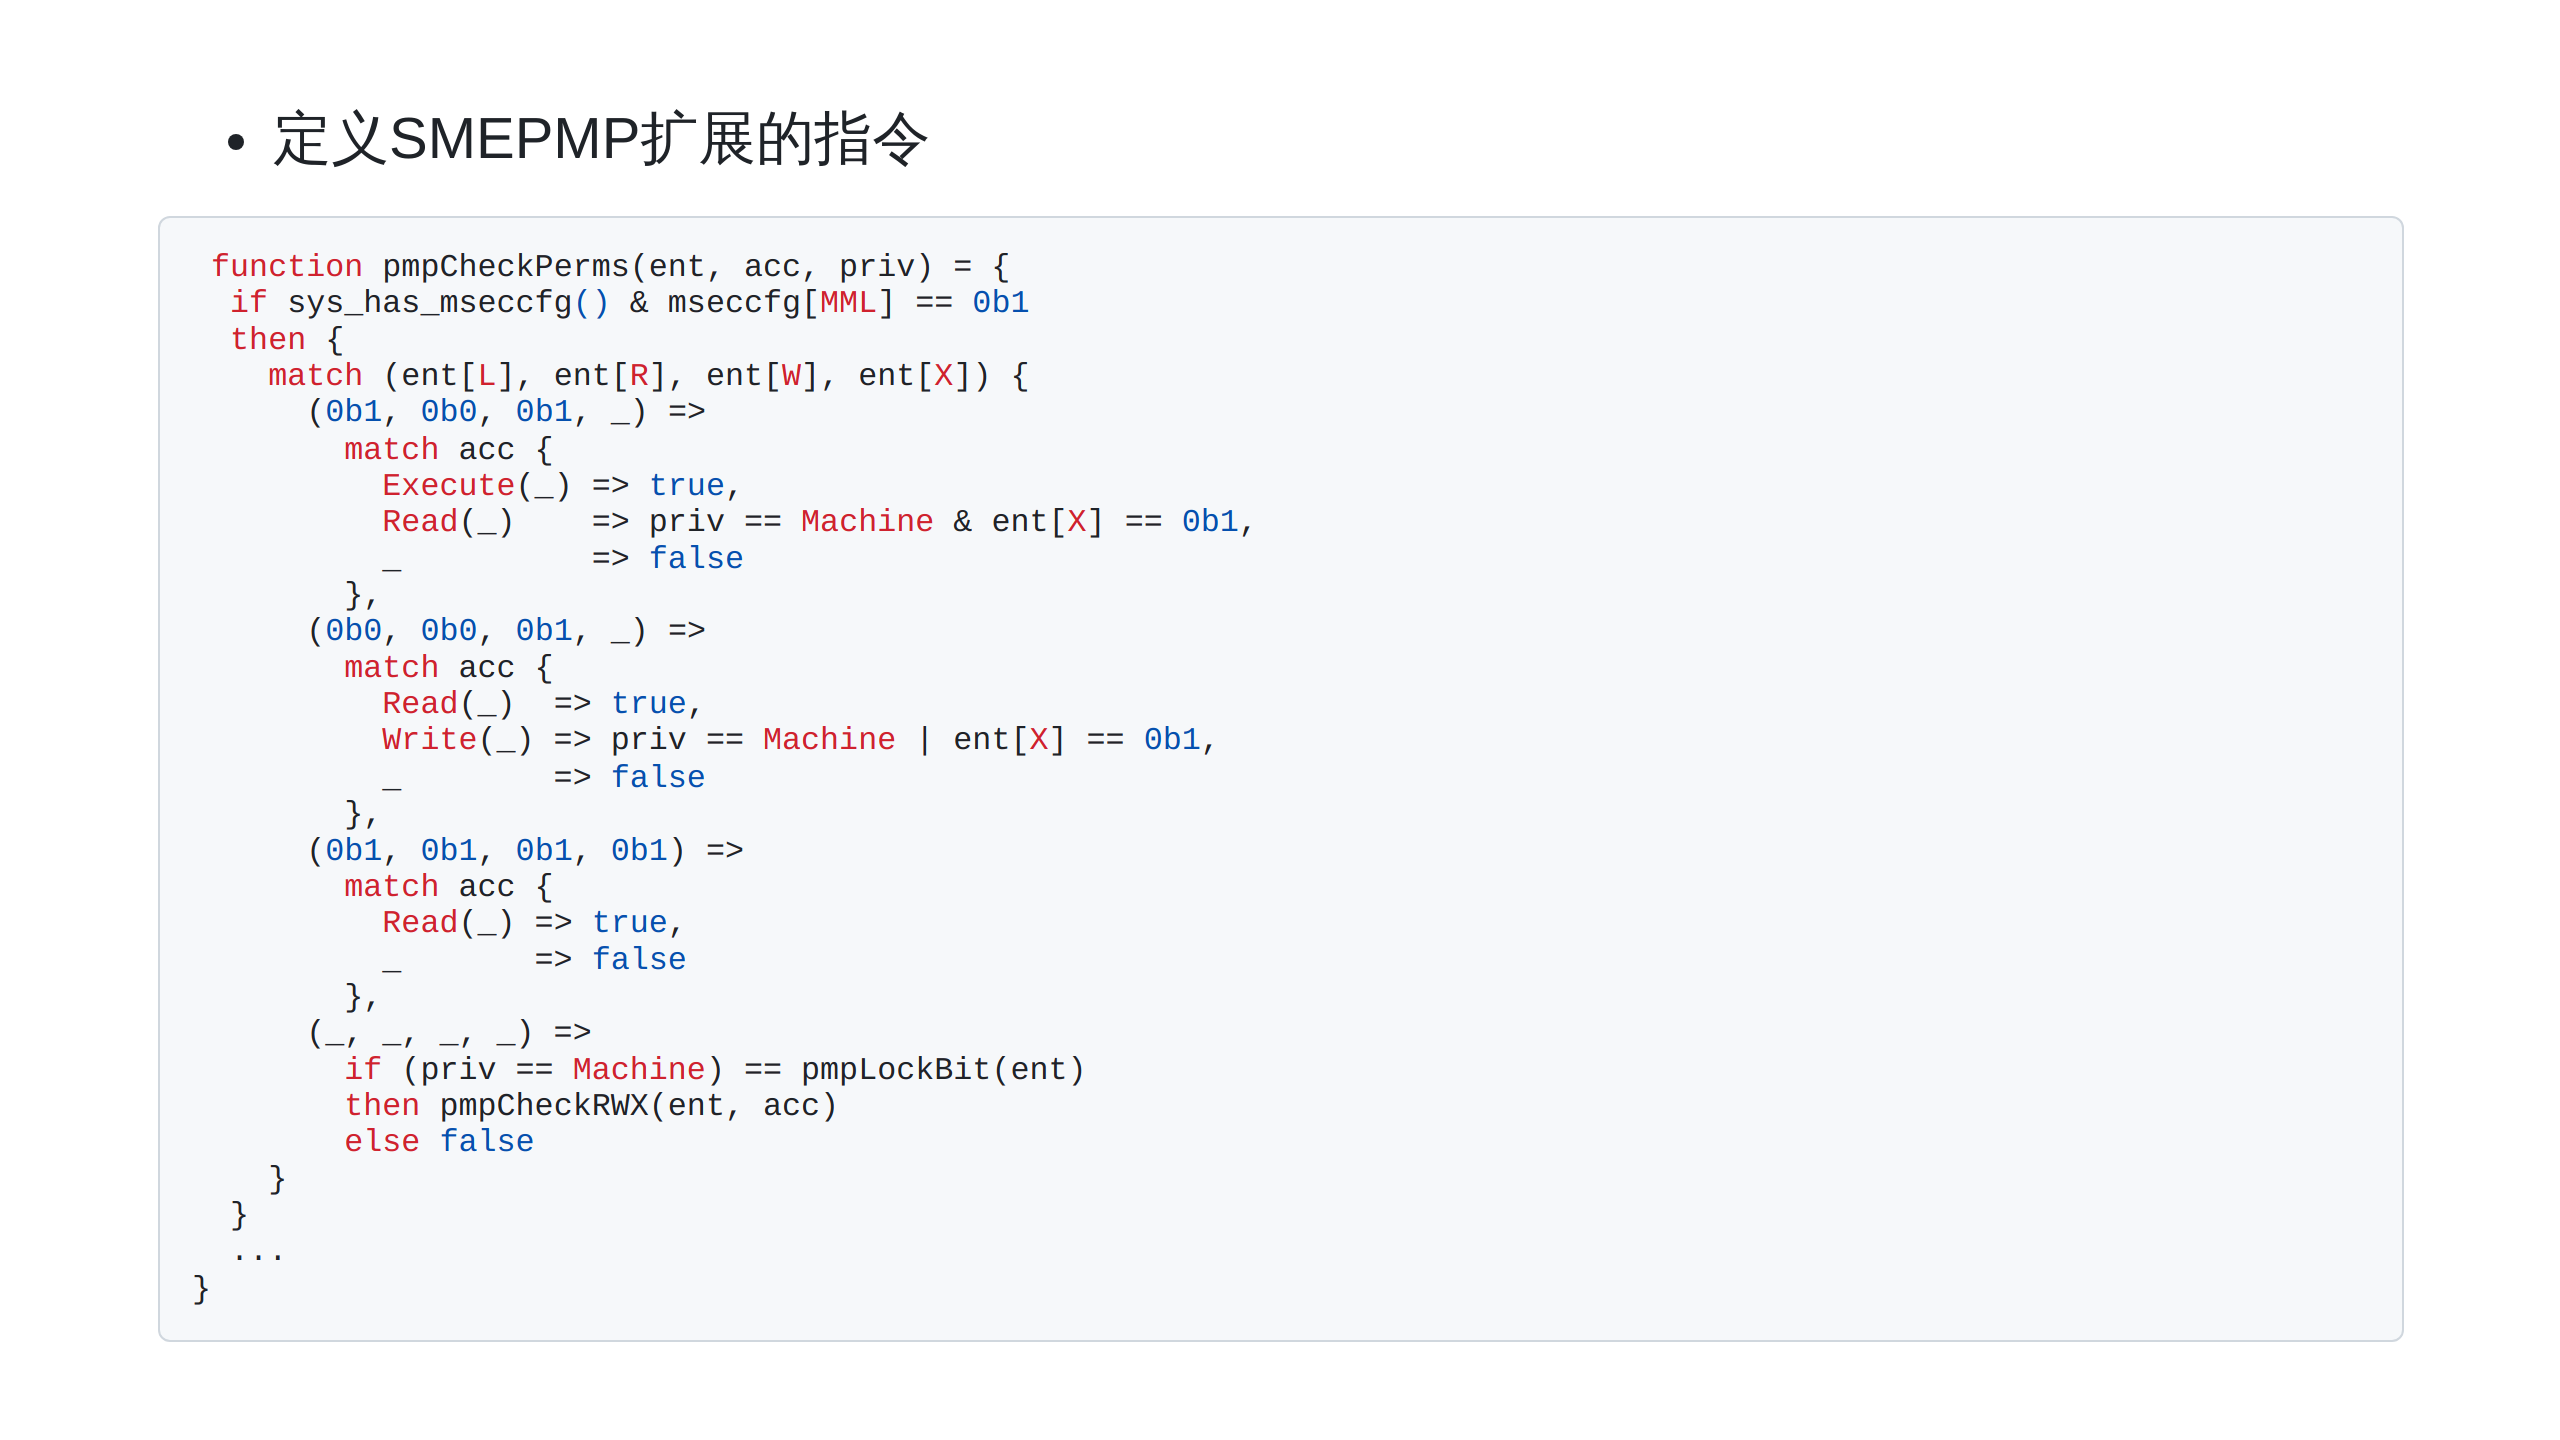 • 定义SMEPMP扩展的指令
function pmpCheckPerms(ent, acc, priv) = {
  if sys_has_mseccfg() & mseccfg[MML] == 0b1
  then {
    match (ent[L], ent[R], ent[W], ent[X]) {
      (0b1, 0b0, 0b1, _) =>
        match acc {
          Execute(_) => true,
          Read(_)    => priv == Machine & ent[X] == 0b1,
          _          => false
        },
      (0b0, 0b0, 0b1, _) =>
        match acc {
          Read(_)  => true,
          Write(_) => priv == Machine | ent[X] == 0b1,
          _        => false
        },
      (0b1, 0b1, 0b1, 0b1) =>
        match acc {
          Read(_) => true,
          _       => false
        },
      (_, _, _, _) =>
        if (priv == Machine) == pmpLockBit(ent)
        then pmpCheckRWX(ent, acc)
        else false
    }
  }
  ...
}